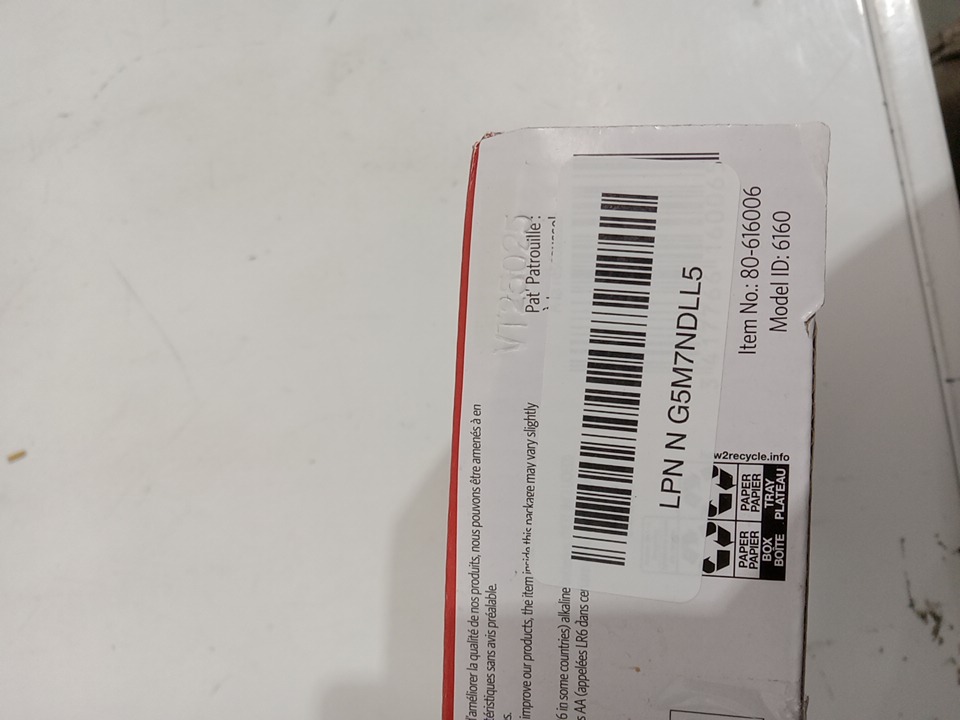 d'améliorer la qualité de nos produits, nous pouvons être amenés à en
téristiques sans avis préalable.
s.
improve our products, the item inside this package may vary slightly
6 in some countries) alkaline
s AA (appelées LR6 dans ce
VT25025
Pat' Patrouille :
LPN N G5M7NDLL5
Item No.: 80-616006
Model ID: 6160
w2recycle.info
PAPER
PAPIER
PAPER
PAPIER
BOX
BOÎTE
TRAY
PLATEAU